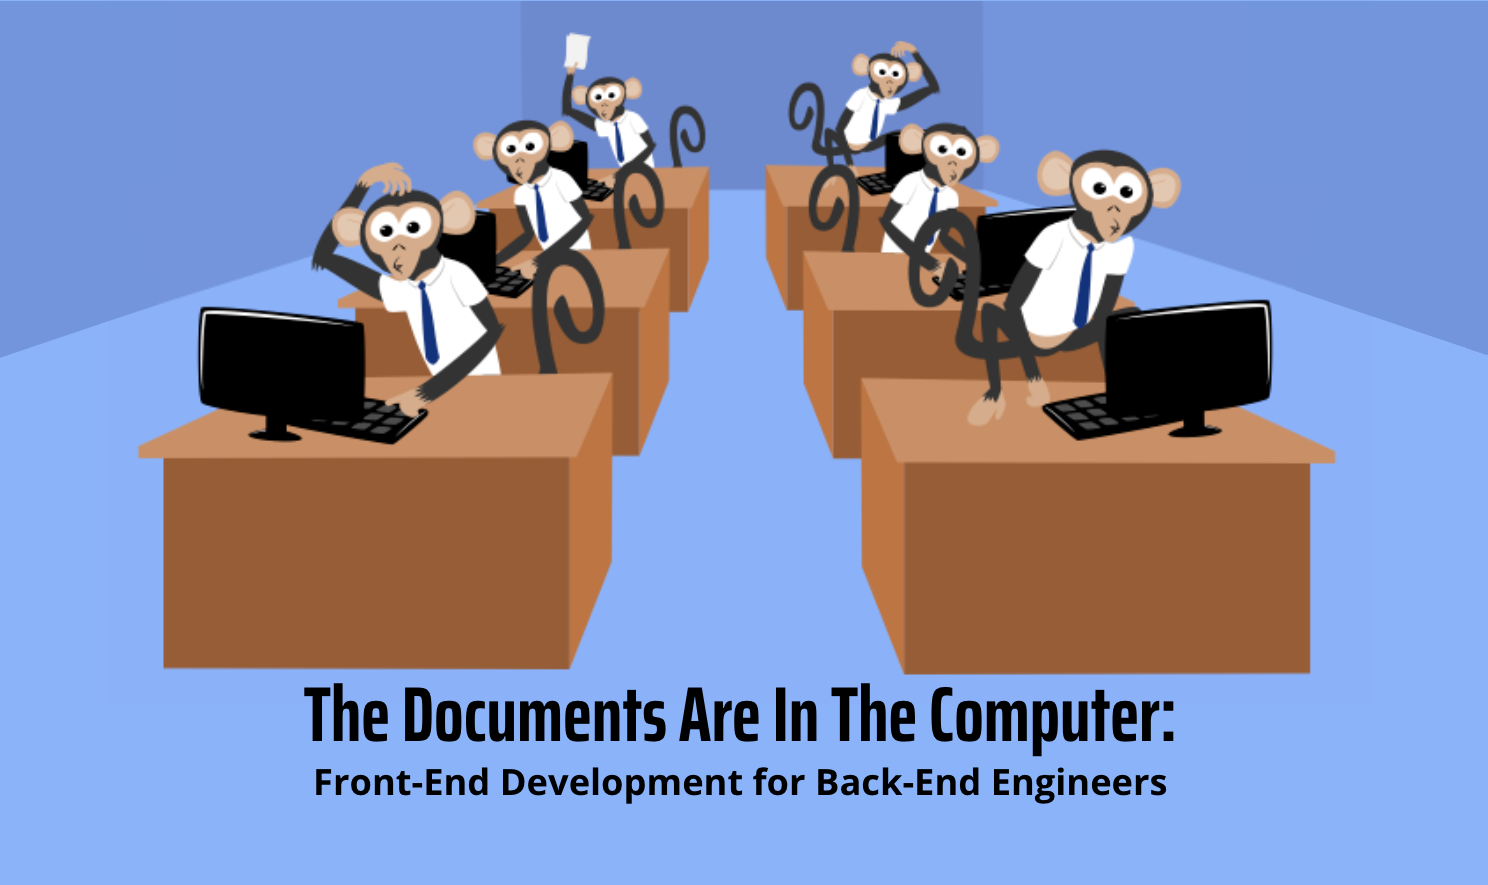 The Documents Are In The Computer:
Front-End Development for Back-End Engineers